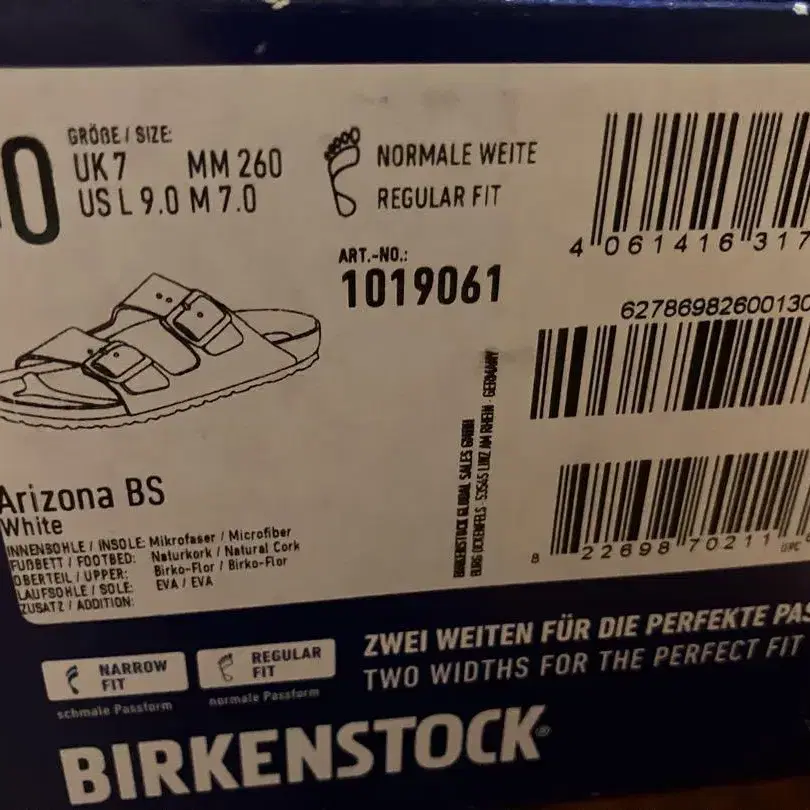 0
GRÖßE / SIZE:
UK 7 MM 260
US L 9.0 M 7.0
NORMALE WEITE
REGULAR FIT
ART.-NO.:
1019061
4 061416 317
62786982600130
BIRKENSTOCK GLOBAL SALES GMBH
BURG OCKENFELS · 53545 LINZ AM RHEIN · GERMANY
8 22698 70211
UPC
Arizona BS
White
INNENSOHLE / INSOLE: Mikrofaser / Microfiber
FUßBETT / FOOTBED: Naturkork / Natural Cork
OBERTEIL / UPPER: Birko-Flor / Birko-Flor
LAUFSOHLE / SOLE: EVA / EVA
ZUSATZ / ADDITION:
NARROW
FIT
schmale Passform
REGULAR
FIT
normale Passform
ZWEI WEITEN FÜR DIE PERFEKTE PAS
TWO WIDTHS FOR THE PERFECT FIT
BIRKENSTOCK®